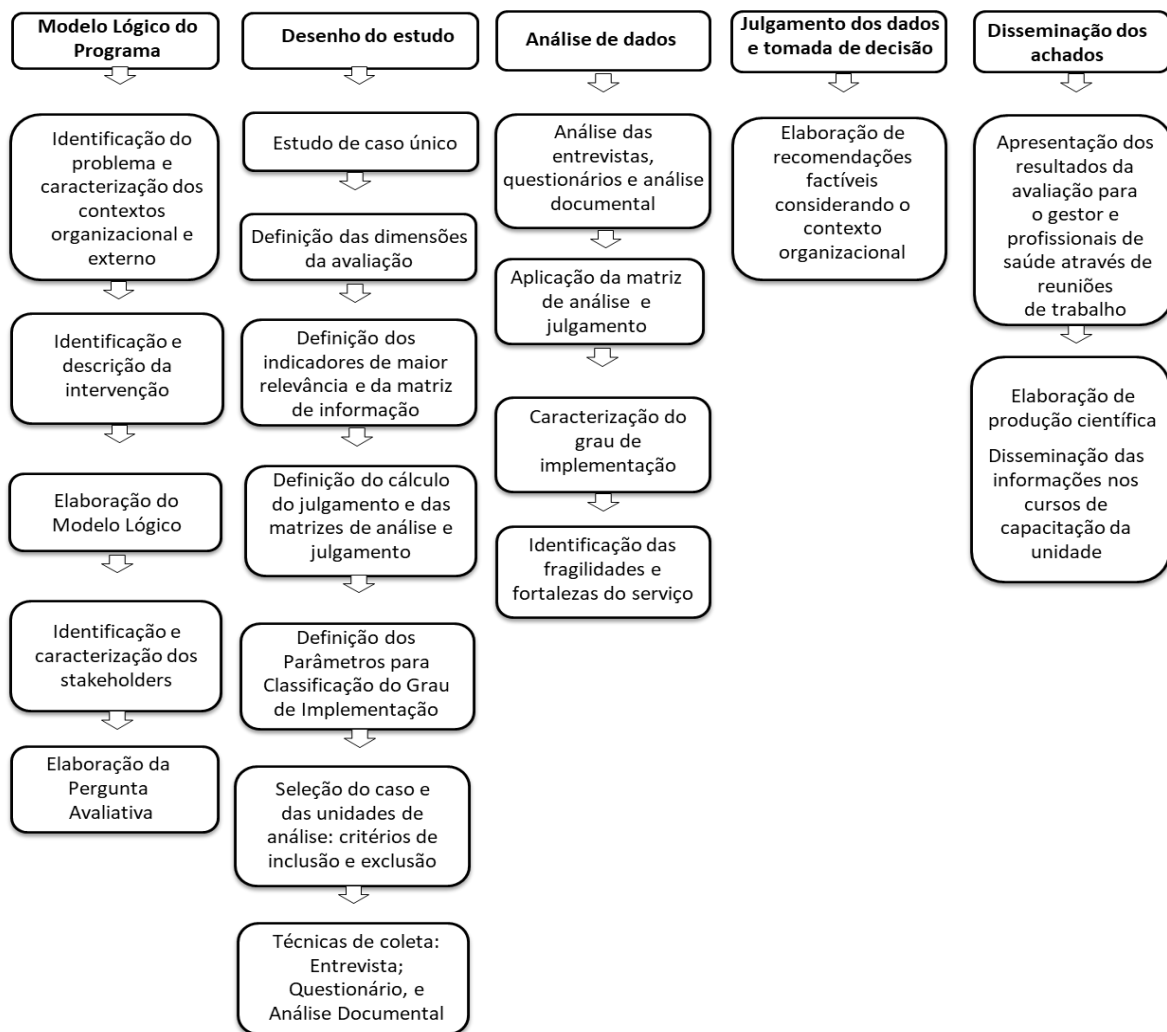 Modelo Lógico do
Programa
Identificação do
problema e
caracterização dos
contextos
organizacional e
externo
Identificação e
descrição da
intervenção
Elaboração do
Modelo Lógico
Identificação e
caracterização dos
stakeholders
Elaboração da
Pergunta
Avaliativa
Desenho do estudo
Estudo de caso único
Definição das dimensões
da avaliação
Definição dos
indicadores de maior
relevância e da matriz
de informação
Definição do cálculo
do julgamento e das
matrizes de análise e
julgamento
Definição dos
Parâmetros para
Classificação do Grau
de Implementação
Seleção do caso e
das unidades de
análise: critérios de
inclusão e exclusão
Técnicas de coleta:
Entrevista;
Questionário, e
Análise Documental
Análise de dados
Análise das
entrevistas,
questionários e análise
documental
Aplicação da matriz
de análise e
julgamento
Caracterização do
grau de
implementação
Identificação das
fragilidades e
fortalezas do serviço
Julgamento dos dados
e tomada de decisão
Elaboração de
recomendações
factíveis
considerando o
contexto
organizacional
Disseminação dos
achados
Apresentação dos
resultados da
avaliação para
o gestor e
profissionais de
saúde através de
reuniões
de trabalho
Elaboração de
produção científica
Disseminação das
informações nos
cursos de
capacitação da
unidade